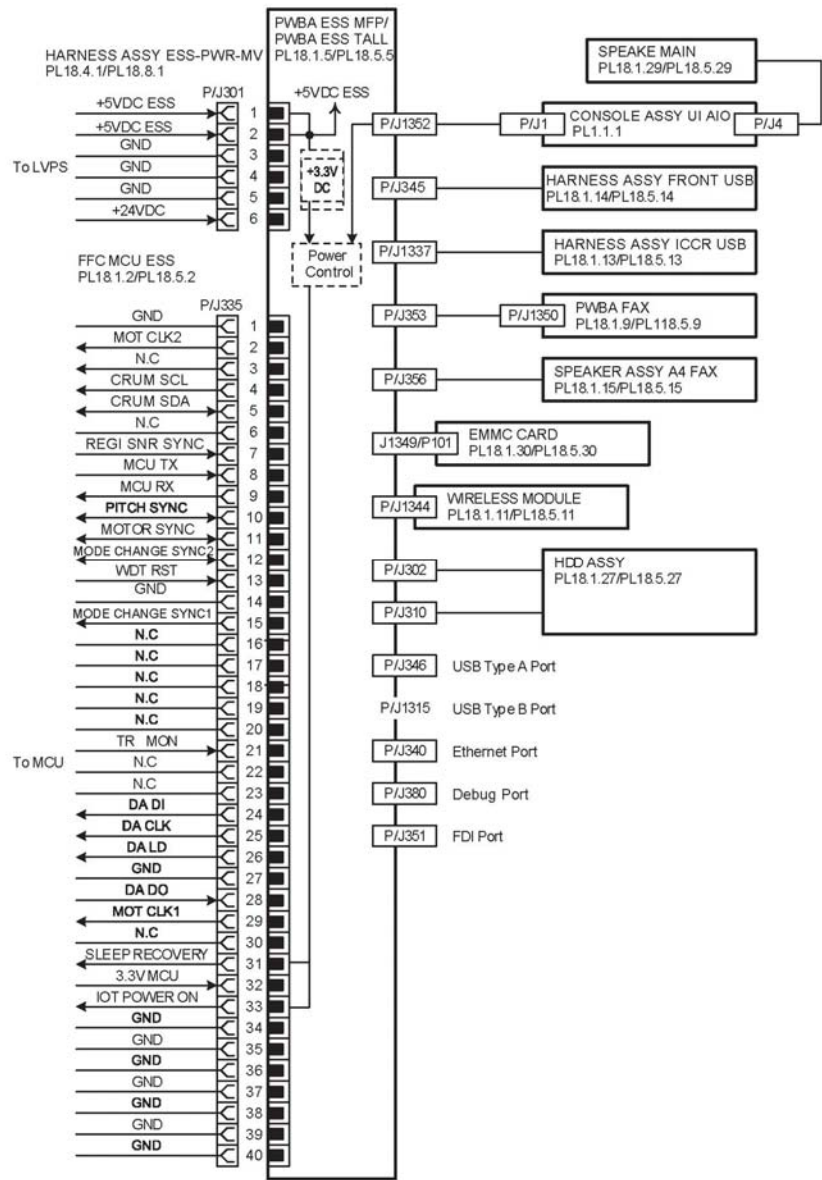 HARNESS ASSY ESS-PWR-MV
PL18.4.1/PL18.8.1
P/J301
PWBA ESS MFP/
PWBA ESS TALL
PL18.1.5/PL18.5.5
+5VDC ESS
+5VDC ESS
1
+5VDC ESS
2
GND
3
To LVPS
GND
4
GND
5
+24VDC
6
+3.3V
DC
Power
Control
FFC MCU ESS
PL18.1.2/PL18.5.2
P/J335
GND
1
MOT CLK2
2
N.C
3
CRUM SCL
4
CRUM SDA
5
N.C
6
REGI SNR SYNC
7
MCU TX
8
MCU RX
9
PITCH SYNC
10
MOTOR SYNC
11
MODE CHANGE SYNC2
12
WDT RST
13
GND
14
MODE CHANGE SYNC1
15
N.C
16
N.C
17
N.C
18
N.C
19
N.C
20
TR MON
21
To MCU
N.C
22
N.C
23
DA DI
24
DA CLK
25
DA LD
26
GND
27
DA DO
28
MOT CLK1
29
N.C
30
SLEEP RECOVERY
31
3.3V MCU
32
IOT POWER ON
33
GND
34
GND
35
GND
36
GND
37
GND
38
GND
39
GND
40
SPEAKE MAIN
PL18.1.29/PL18.5.29
P/J1352
P/J1
CONSOLE ASSY UI AIO
PL1.1.1
P/J4
P/J345
HARNESS ASSY FRONT USB
PL18.1.14/PL18.5.14
P/J1337
HARNESS ASSY ICCR USB
PL18.1.13/PL18.5.13
P/J353
P/J1350
PWBA FAX
PL18.1.9/PL118.5.9
P/J356
SPEAKER ASSY A4 FAX
PL18.1.15/PL18.5.15
J1349/P101
EMMC CARD
PL18.1.30/PL18.5.30
P/J1344
WIRELESS MODULE
PL18.1.11/PL18.5.11
P/J302
HDD ASSY
PL18.1.27/PL18.5.27
P/J310
P/J346
USB Type A Port
P/J1315
USB Type B Port
P/J340
Ethernet Port
P/J380
Debug Port
P/J351
FDI Port